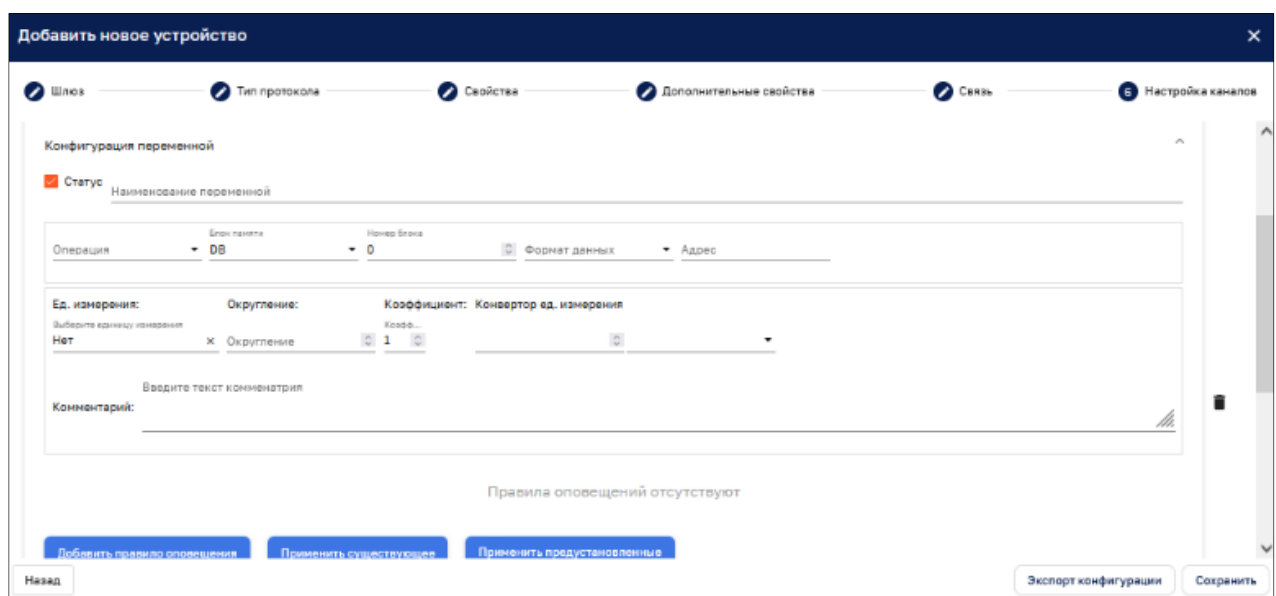 Добавить новое устройство
Шлюз Тип протокола Свойства Дополнительные свойства Связь 6 Настройка каналов
Конфигурация переменной
Статус Наименование переменной
Блок памяти Номер блока
Операция DB 0 Формат данных Адрес
Ед. измерения: Округление: Коэффициент: Конвертор ед. измерения
Выберите единицу измерения Коэфф...
Нет Округление 1
Введите текст комменатрия
Комментарий:
Правила оповещений отсутствуют
Добавить правило оповещения Применить существующее Применить предустановленные
Назад Экспорт конфигурации Сохранить